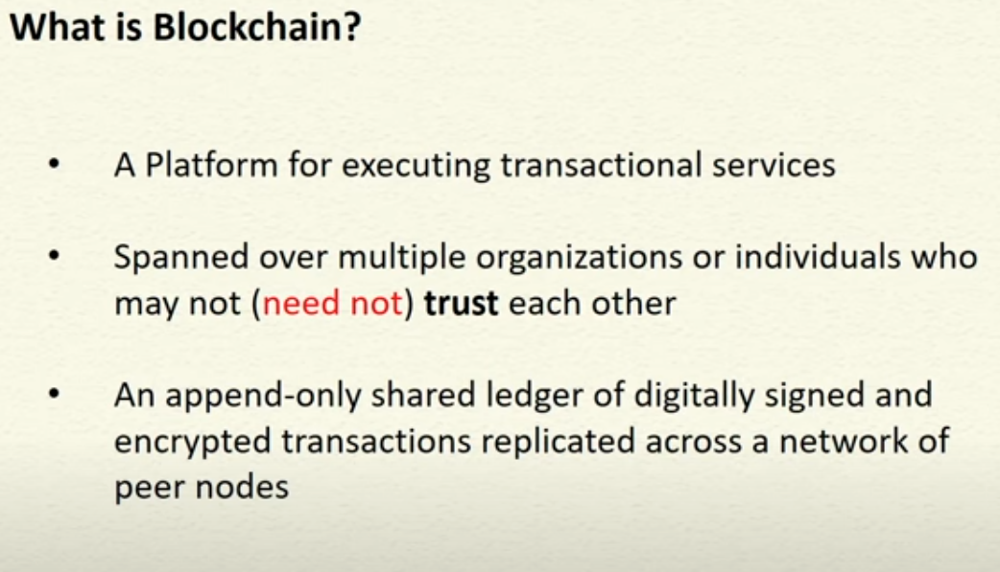 What is Blockchain?
• A Platform for executing transactional services
• Spanned over multiple organizations or individuals who
may not (need not) trust each other
• An append-only shared ledger of digitally signed and
encrypted transactions replicated across a network of
peer nodes